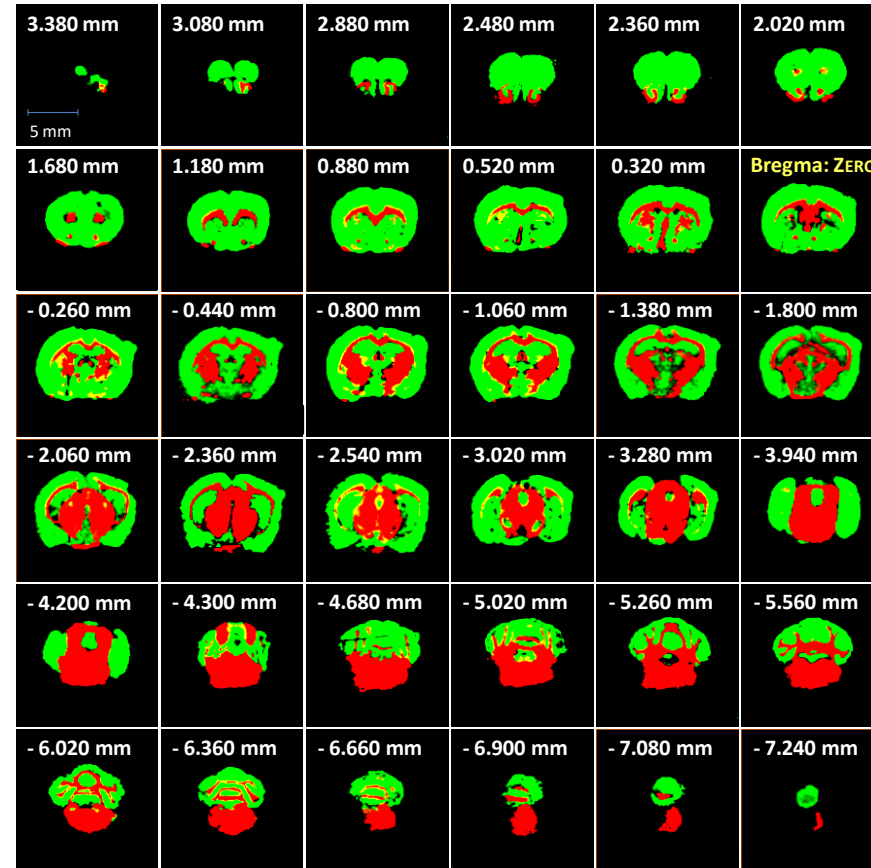 3.380 mm 3.080 mm 2.880 mm 2.480 mm 2.360 mm 2.020 mm
5 mm
1.680 mm 1.180 mm 0.880 mm 0.520 mm 0.320 mm Bregma: ZERO
- 0.260 mm - 0.440 mm - 0.800 mm - 1.060 mm - 1.380 mm - 1.800 mm
- 2.060 mm - 2.360 mm - 2.540 mm - 3.020 mm - 3.280 mm - 3.940 mm
- 4.200 mm - 4.300 mm - 4.680 mm - 5.020 mm - 5.260 mm - 5.560 mm
- 6.020 mm - 6.360 mm - 6.660 mm - 6.900 mm - 7.080 mm - 7.240 mm